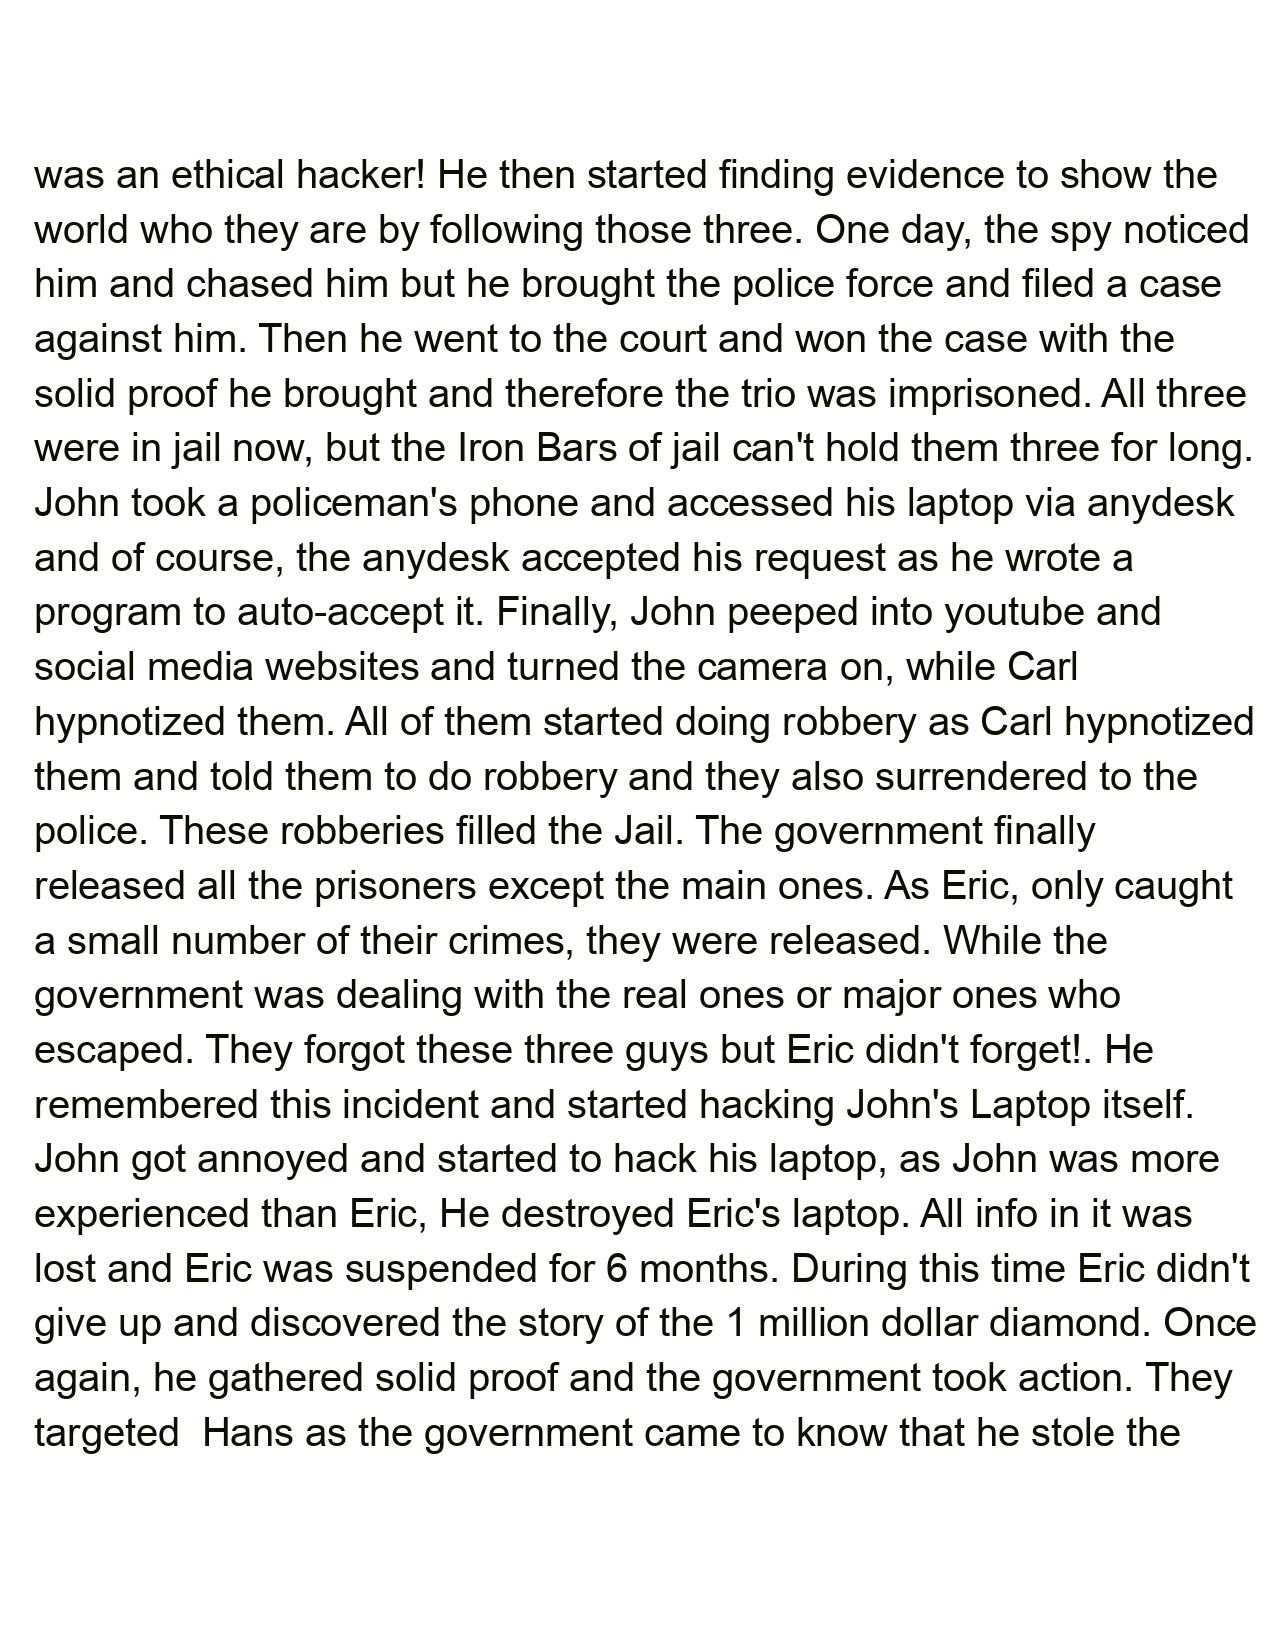 was an ethical hacker! He then started finding evidence to show the
world who they are by following those three. One day, the spy noticed
him and chased him but he brought the police force and filed a case
against him. Then he went to the court and won the case with the
solid proof he brought and therefore the trio was imprisoned. All three
were in jail now, but the Iron Bars of jail can't hold them three for long.
John took a policeman's phone and accessed his laptop via anydesk
and of course, the anydesk accepted his request as he wrote a
program to auto-accept it. Finally, John peeped into youtube and
social media websites and turned the camera on, while Carl
hypnotized them. All of them started doing robbery as Carl hypnotized
them and told them to do robbery and they also surrendered to the
police. These robberies filled the Jail. The government finally
released all the prisoners except the main ones. As Eric, only caught
a small number of their crimes, they were released. While the
government was dealing with the real ones or major ones who
escaped. They forgot these three guys but Eric didn't forget!. He
remembered this incident and started hacking John's Laptop itself.
John got annoyed and started to hack his laptop, as John was more
experienced than Eric, He destroyed Eric's laptop. All info in it was
lost and Eric was suspended for 6 months. During this time Eric didn't
give up and discovered the story of the 1 million dollar diamond. Once
again, he gathered solid proof and the government took action. They
targeted  Hans as the government came to know that he stole the